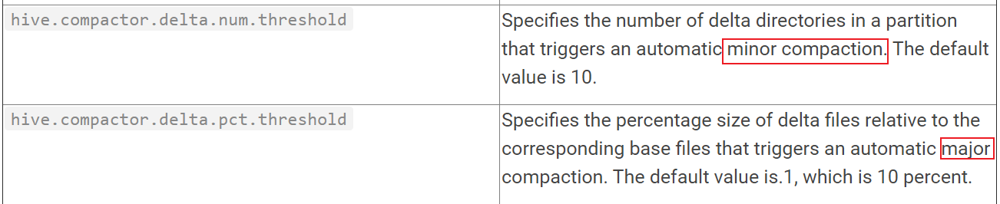 hive.compactor.delta.num.threshold
Specifies the number of delta directories in a partition
that triggers an automatic minor compaction. The default
value is 10.
hive.compactor.delta.pct.threshold
Specifies the percentage size of delta files relative to the
corresponding base files that triggers an automatic major
compaction. The default value is.1, which is 10 percent.